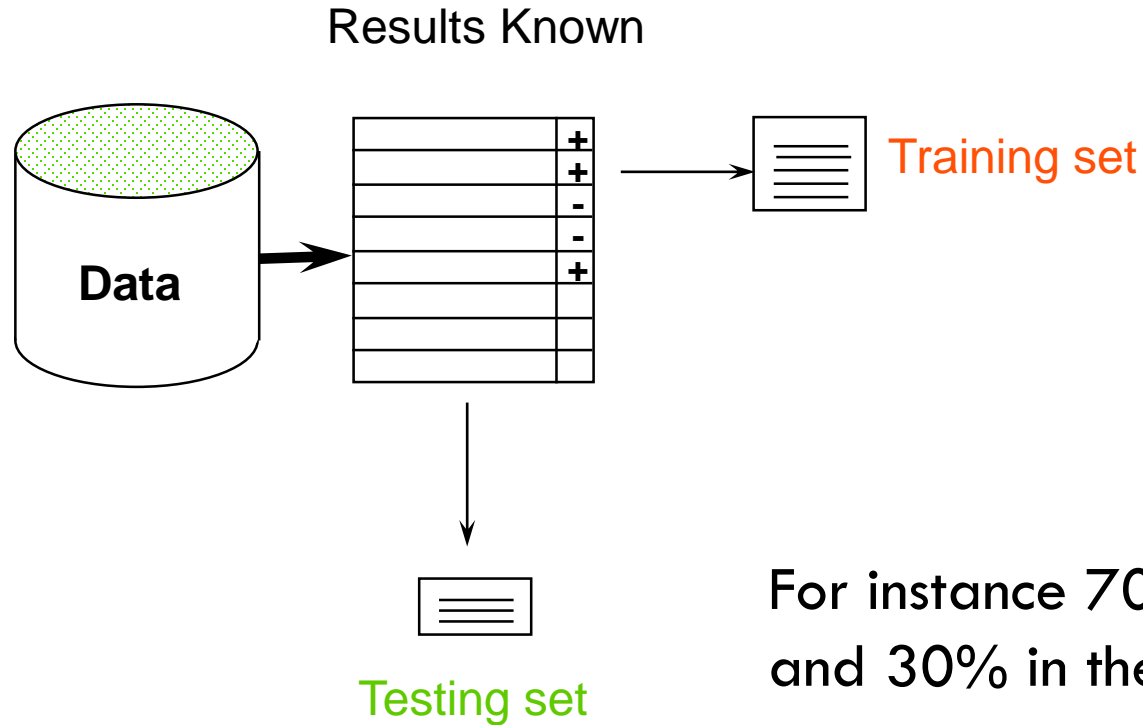 Results Known
+
+
-
-
+
Training set
Data
For instance 70
and 30% in the
Testing set